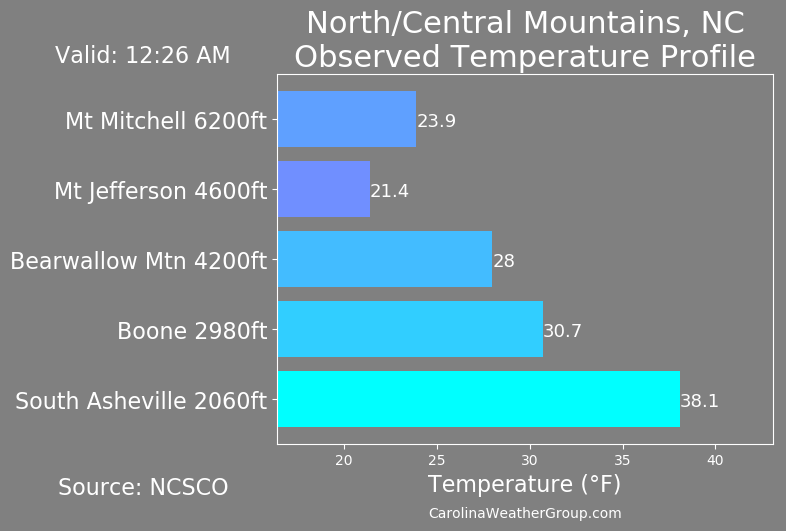 North/Central Mountains, NC
Observed Temperature Profile
Valid: 12:26 AM
Mt Mitchell 6200ft
23.9
Mt Jefferson 4600ft
21.4
Bearwallow Mtn 4200ft
28
Boone 2980ft
30.7
South Asheville 2060ft
38.1
20 25 30 35 40
Temperature (°F)
Source: NCSCO
CarolinaWeatherGroup.com